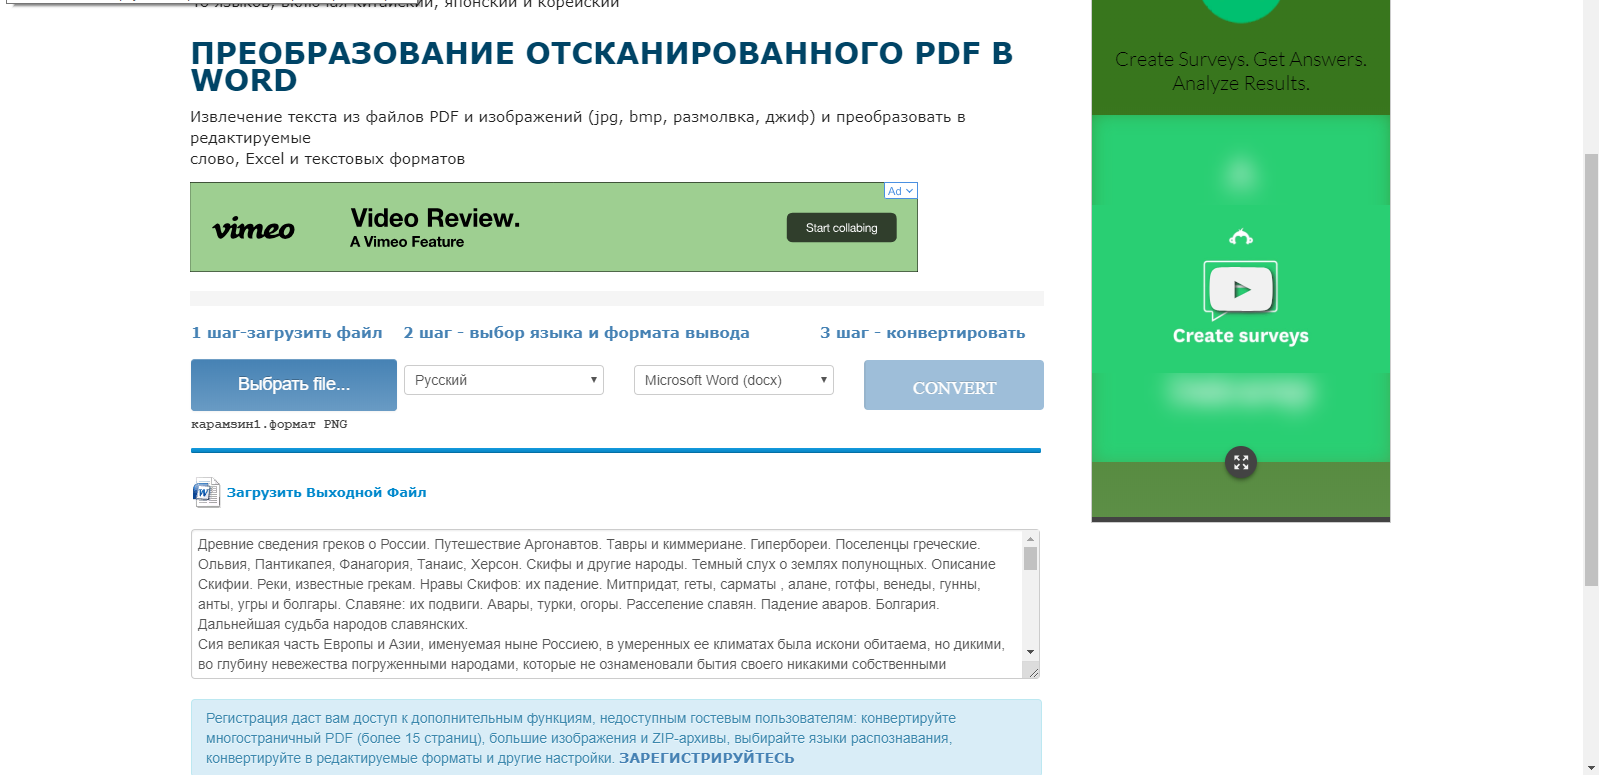 языков, включая китайский, японский и корейский
ПРЕОБРАЗОВАНИЕ ОТСКАНИРОВАННОГО PDF В
WORD
Извлечение текста из файлов PDF и изображений (jpg, bmp, размолвка, джиф) и преобразовать в
редактируемые
слово, Excel и текстовых форматов
Ad
vimeo
Video Review.
A Vimeo Feature
Start collabing
1 шаг-загрузить файл
2 шаг - выбор языка и формата вывода
3 шаг - конвертировать
Выбрать file...
Русский
Microsoft Word (docx)
CONVERT
карамзин1.формат PNG
Загрузить Выходной Файл
Древние сведения греков о России. Путешествие Аргонавтов. Тавры и киммериане. Гипербореи. Поселенцы греческие.
Ольвия, Пантикапея, Фанагория, Танаис, Херсон. Скифы и другие народы. Темный слух о землях полунощных. Описание
Скифии. Реки, известные грекам. Нравы Скифов: их падение. Митпридат, геты, сарматы , алане, готфы, венеды, гунны,
анты, угры и болгары. Славяне: их подвиги. Авары, турки, огоры. Расселение славян. Падение аваров. Болгария.
Дальнейшая судьба народов славянских.
Сия великая часть Европы и Азии, именуемая ныне Россиею, в умеренных ее климатах была искони обитаема, но дикими,
во глубину невежества погруженными народами, которые не ознаменовали бытия своего никакими собственными
Регистрация даст вам доступ к дополнительным функциям, недоступным гостевым пользователям: конвертируйте
многостраничный PDF (более 15 страниц), большие изображения и ZIP-архивы, выбирайте языки распознавания,
конвертируйте в редактируемые форматы и другие настройки. ЗАРЕГИСТРИРУЙТЕСЬ
Create Surveys. Get Answers.
Analyze Results.
Create surveys